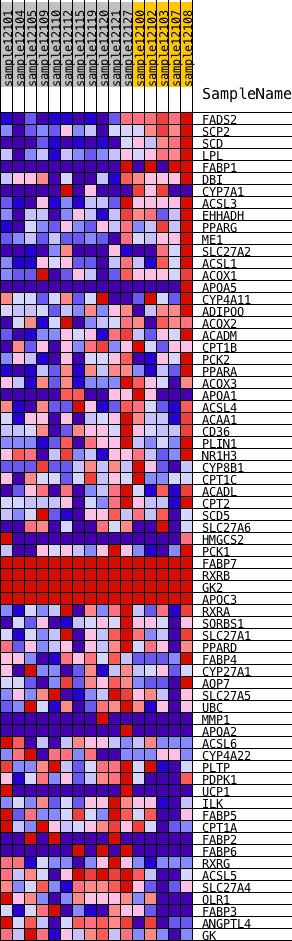 sample12101
sample12104
sample12105
sample12109
sample12110
sample12112
sample12115
sample12119
sample12120
sample12121
sample12122
sample12100
sample12102
sample12103
sample12107
sample12108
SampleName
FADS2
SCP2
SCD
LPL
FABP1
DBI
CYP7A1
ACSL3
EHHADH
PPARG
ME1
SLC27A2
ACSL1
ACOX1
APOA5
CYP4A11
ADIPOQ
ACOX2
ACADM
CPT1B
PCK2
PPARA
ACOX3
APOA1
ACSL4
ACAA1
CD36
PLIN1
NR1H3
CYP8B1
CPT1C
ACADL
CPT2
SCD5
SLC27A6
HMGCS2
PCK1
FABP7
RXRB
GK2
APOC3
RXRA
SORBS1
SLC27A1
PPARD
FABP4
CYP27A1
AQP7
SLC27A5
UBC
MMP1
APOA2
ACSL6
CYP4A22
PLTP
PDPK1
UCP1
ILK
FABP5
CPT1A
FABP2
FABP6
RXRG
ACSL5
SLC27A4
OLR1
FABP3
ANGPTL4
GK